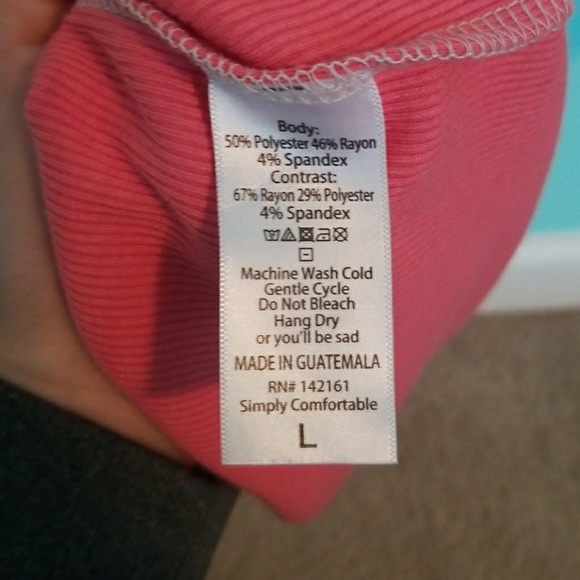 Body:
50% Polyester 46% Rayon
4% Spandex
Contrast:
67% Rayon 29% Polyester
4% Spandex
Machine Wash Cold
Gentle Cycle
Do Not Bleach
Hang Dry
or you'll be sad
MADE IN GUATEMALA
RN# 142161
Simply Comfortable
L